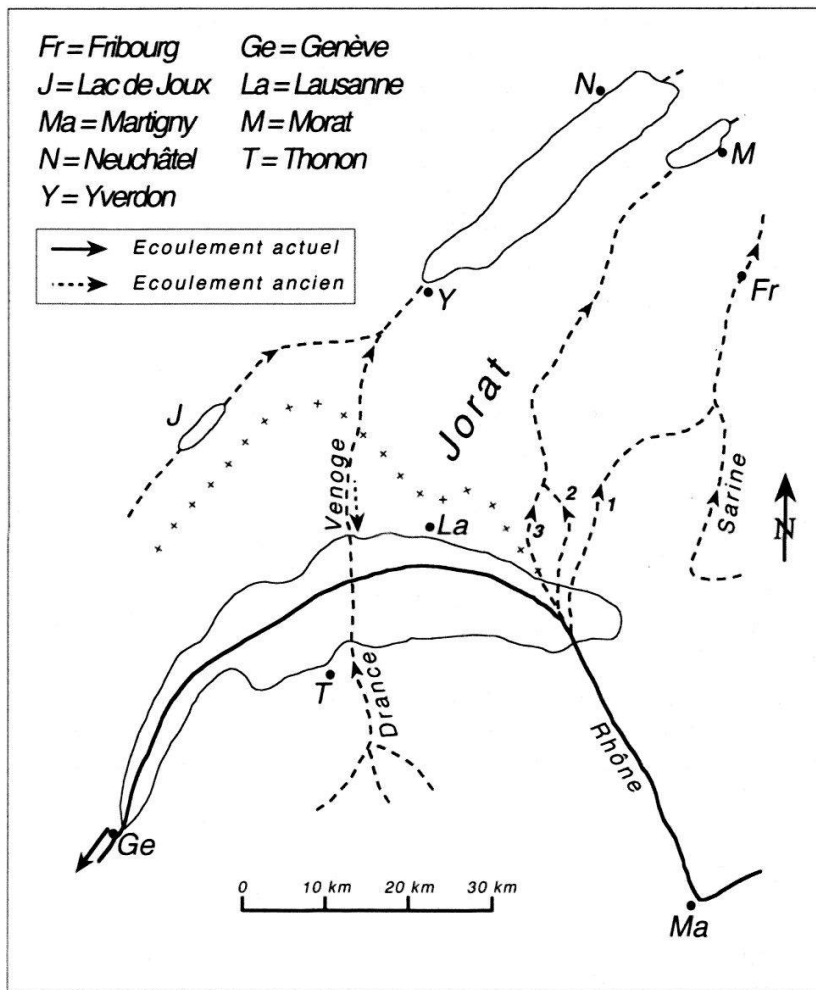 Fr = Fribourg Ge = Genève
J = Lac de Joux La = Lausanne
Ma = Martigny M = Morat
N = Neuchâtel T = Thonon
Y = Yverdon
Ecoulement actuel
Ecoulement ancien
N
M
Y
Fr
J
Jorat
Venoge
La
3
2
1
Sarine
N
T
Drance
Rhône
Ge
0 10 km 20 km 30 km
Ma